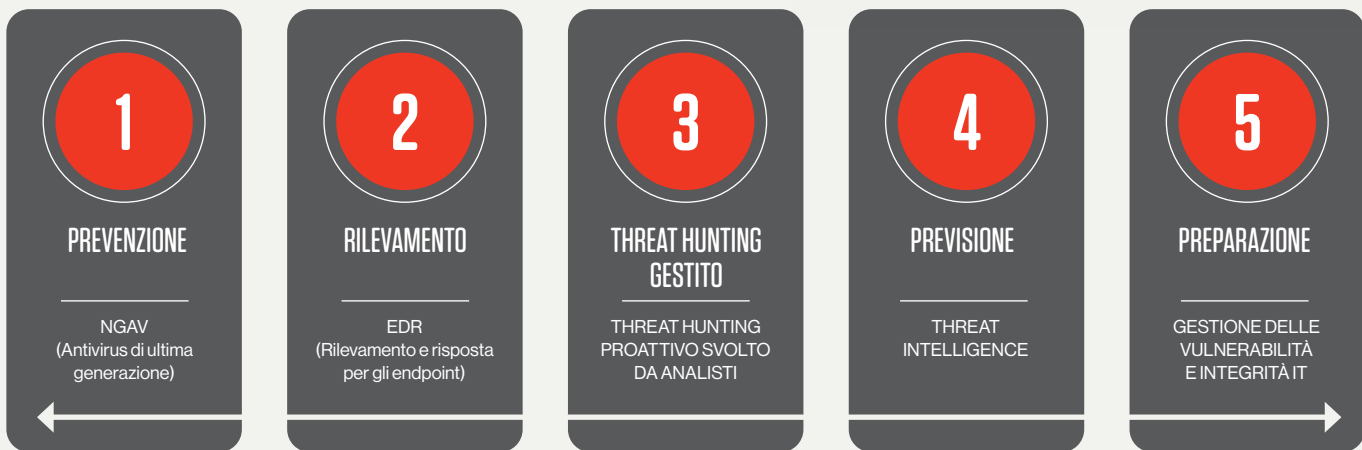 1
PREVENZIONE
NGAV
(Antivirus di ultima
generazione)
2
RILEVAMENTO
EDR
(Rilevamento e risposta
per gli endpoint)
3
THREAT HUNTING
GESTITO
THREAT HUNTING
PROATTIVO SVOLTO
DA ANALISTI
4
PREVISIONE
THREAT
INTELLIGENCE
5
PREPARAZIONE
GESTIONE DELLE
VULNERABILITÀ
E INTEGRITÀ IT